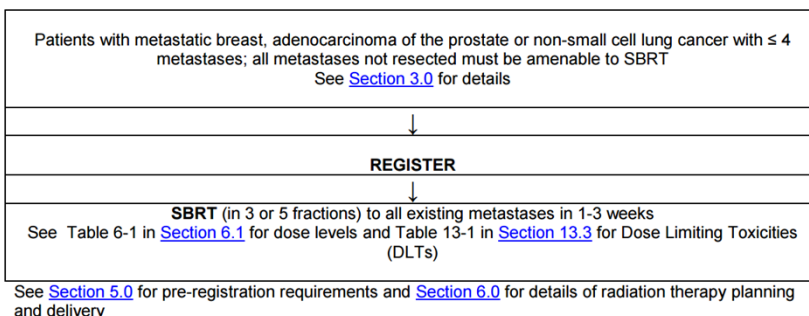 Patients with metastatic breast, adenocarcinoma of the prostate or non-small cell lung cancer with ≤ 4
metastases; all metastases not resected must be amenable to SBRT
See Section 3.0 for details
↓
REGISTER
↓
SBRT (in 3 or 5 fractions) to all existing metastases in 1-3 weeks
See Table 6-1 in Section 6.1 for dose levels and Table 13-1 in Section 13.3 for Dose Limiting Toxicities
(DLTs)
See Section 5.0 for pre-registration requirements and Section 6.0 for details of radiation therapy planning
and delivery